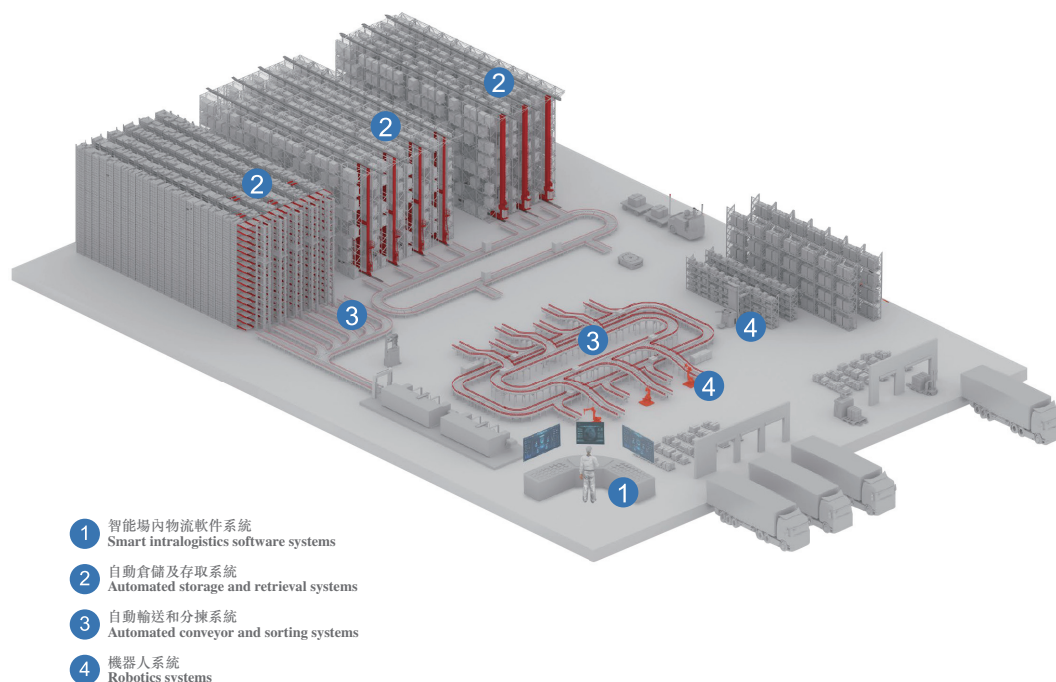 2
2
2
3
3
4
4
1
1 智能場內物流軟件系統
Smart intralogistics software systems
2 自動倉儲及存取系統
Automated storage and retrieval systems
3 自動輸送和分揀系統
Automated conveyor and sorting systems
4 機器人系統
Robotics systems